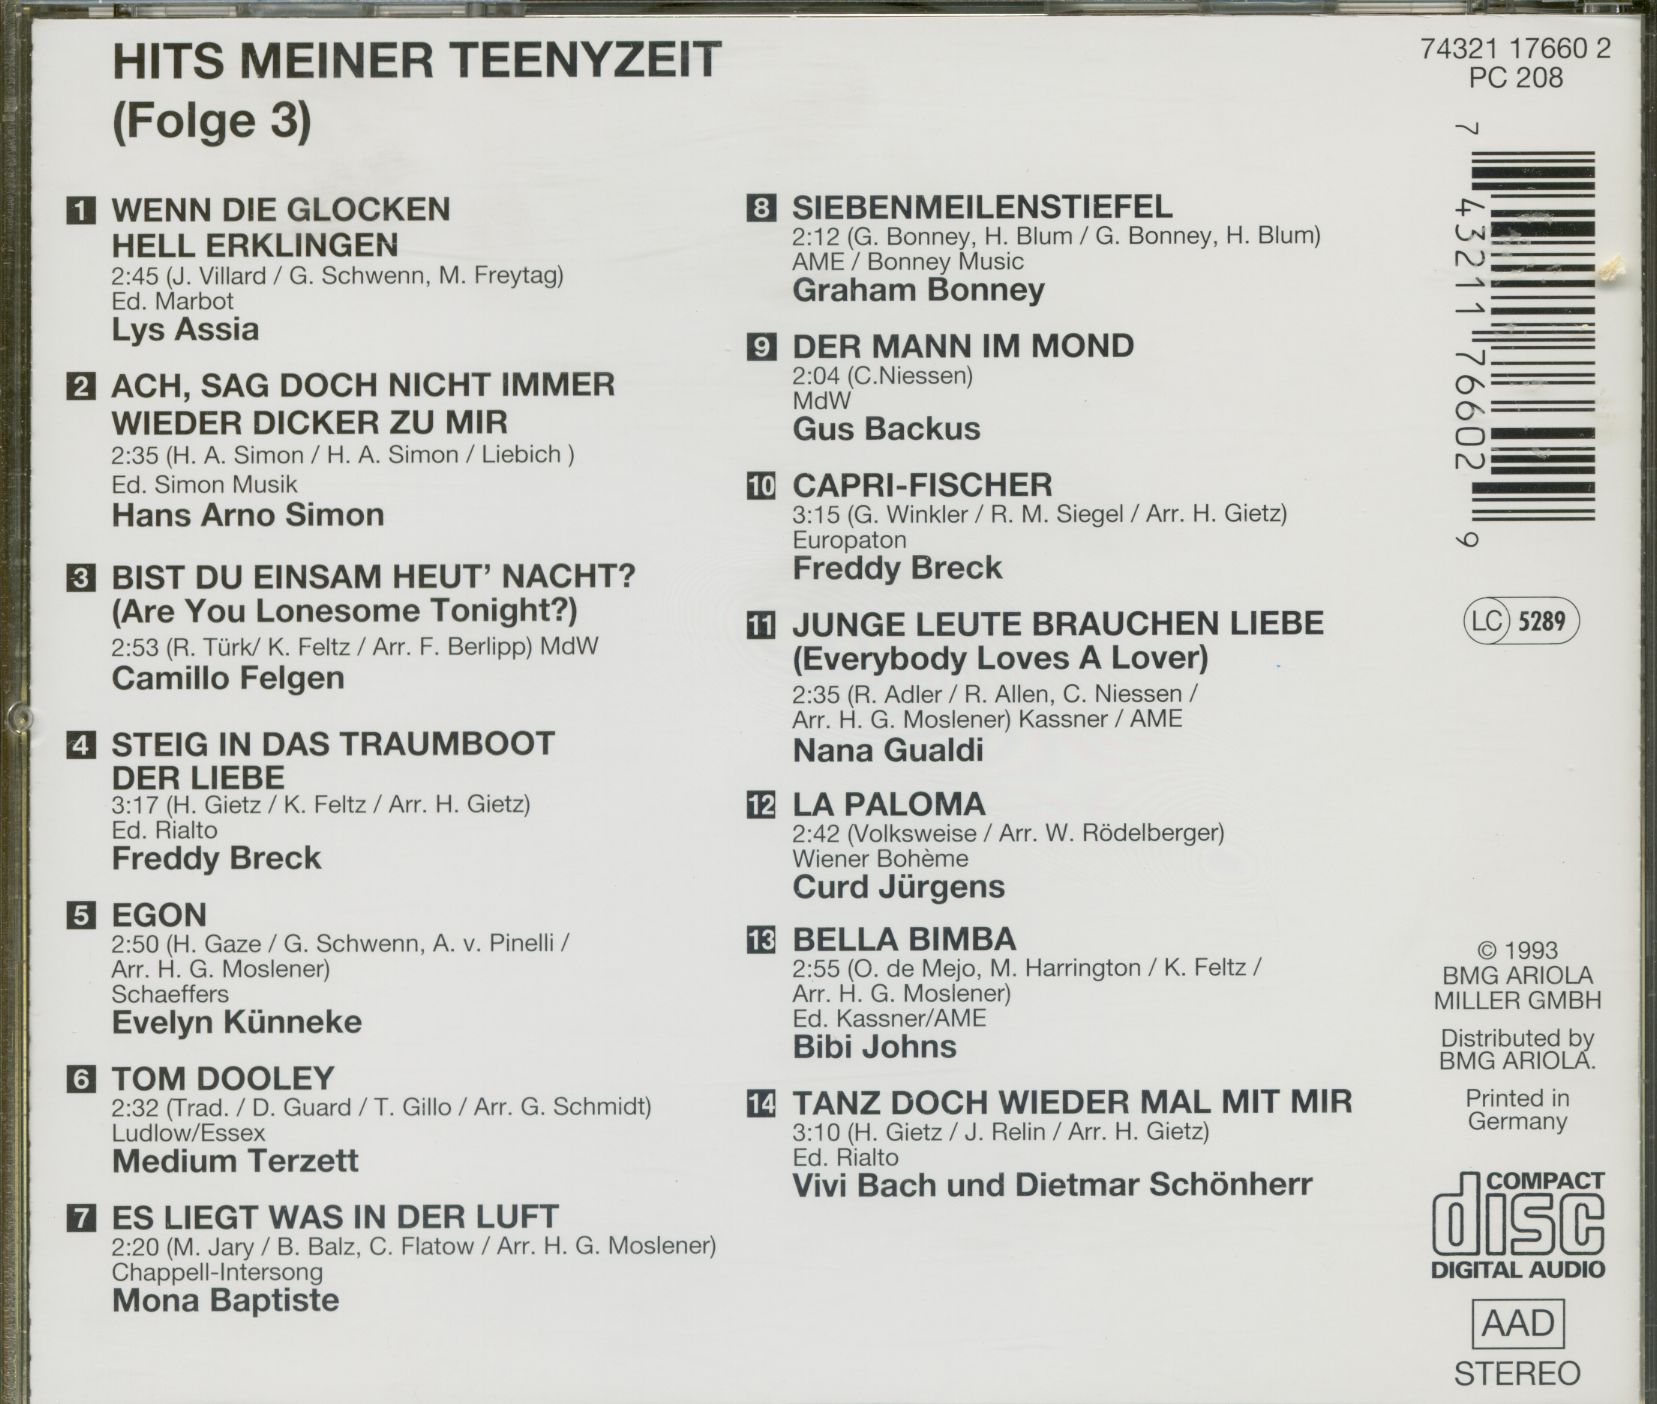 HITS MEINER TEENYZEIT
(Folge 3)
1 WENN DIE GLOCKEN
HELL ERKLINGEN
2:45 (J. Villard / G. Schwenn, M. Freytag)
Ed. Marbot
Lys Assia
2 ACH, SAG DOCH NICHT IMMER
WIEDER DICKER ZU MIR
2:35 (H. A. Simon / H. A. Simon / Liebich )
Ed. Simon Musik
Hans Arno Simon
3 BIST DU EINSAM HEUT' NACHT?
(Are You Lonesome Tonight?)
2:53 (R. Türk/ K. Feltz / Arr. F. Berlipp) MdW
Camillo Felgen
4 STEIG IN DAS TRAUMBOOT
DER LIEBE
3:17 (H. Gietz / K. Feltz / Arr. H. Gietz)
Ed. Rialto
Freddy Breck
5 EGON
2:50 (H. Gaze / G. Schwenn, A. v. Pinelli /
Arr. H. G. Moslener)
Schaeffers
Evelyn Künneke
6 TOM DOOLEY
2:32 (Trad. / D. Guard / T. Gillo / Arr. G. Schmidt)
Ludlow/Essex
Medium Terzett
7 ES LIEGT WAS IN DER LUFT
2:20 (M. Jary / B. Balz, C. Flatow / Arr. H. G. Moslener)
Chappell-Intersong
Mona Baptiste
8 SIEBENMEILENSTIEFEL
2:12 (G. Bonney, H. Blum / G. Bonney, H. Blum)
AME / Bonney Music
Graham Bonney
9 DER MANN IM MOND
2:04 (C.Niessen)
MdW
Gus Backus
10 CAPRI-FISCHER
3:15 (G. Winkler / R. M. Siegel / Arr. H. Gietz)
Europaton
Freddy Breck
11 JUNGE LEUTE BRAUCHEN LIEBE
(Everybody Loves A Lover)
2:35 (R. Adler / R. Allen, C. Niessen /
Arr. H. G. Moslener) Kassner / AME
Nana Gualdi
12 LA PALOMA
2:42 (Volksweise / Arr. W. Rödelberger)
Wiener Bohème
Curd Jürgens
13 BELLA BIMBA
2:55 (O. de Mejo, M. Harrington / K. Feltz /
Arr. H. G. Moslener)
Ed. Kassner/AME
Bibi Johns
14 TANZ DOCH WIEDER MAL MIT MIR
3:10 (H. Gietz / J. Relin / Arr. H. Gietz)
Ed. Rialto
Vivi Bach und Dietmar Schönherr
74321 17660 2
PC 208
7 43211 76602 9
LC 5289
© 1993
BMG ARIOLA
MILLER GMBH
Distributed by
BMG ARIOLA.
Printed in
Germany
COMPACT
disc
DIGITAL AUDIO
AAD
STEREO